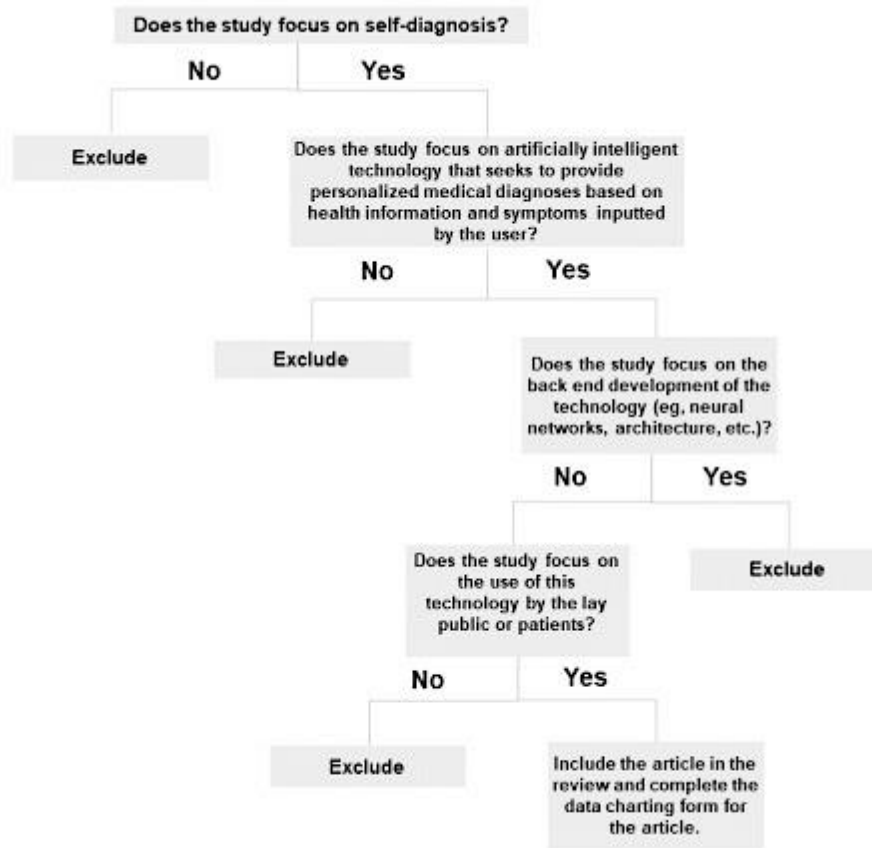 Does the study focus on self-diagnosis?
No
Yes
Exclude
Does the study focus on artificially intelligent
technology that seeks to provide
personalized medical diagnoses based on
health information and symptoms inputted
by the user?
No
Yes
Exclude
Does the study focus on the
back end development of the
technology (eg, neural
networks, architecture, etc.)?
No
Yes
Does the study focus on
the use of this
technology by the lay
public or patients?
Exclude
No
Yes
Exclude
Include the article in the
review and complete the
data charting form for
the article.